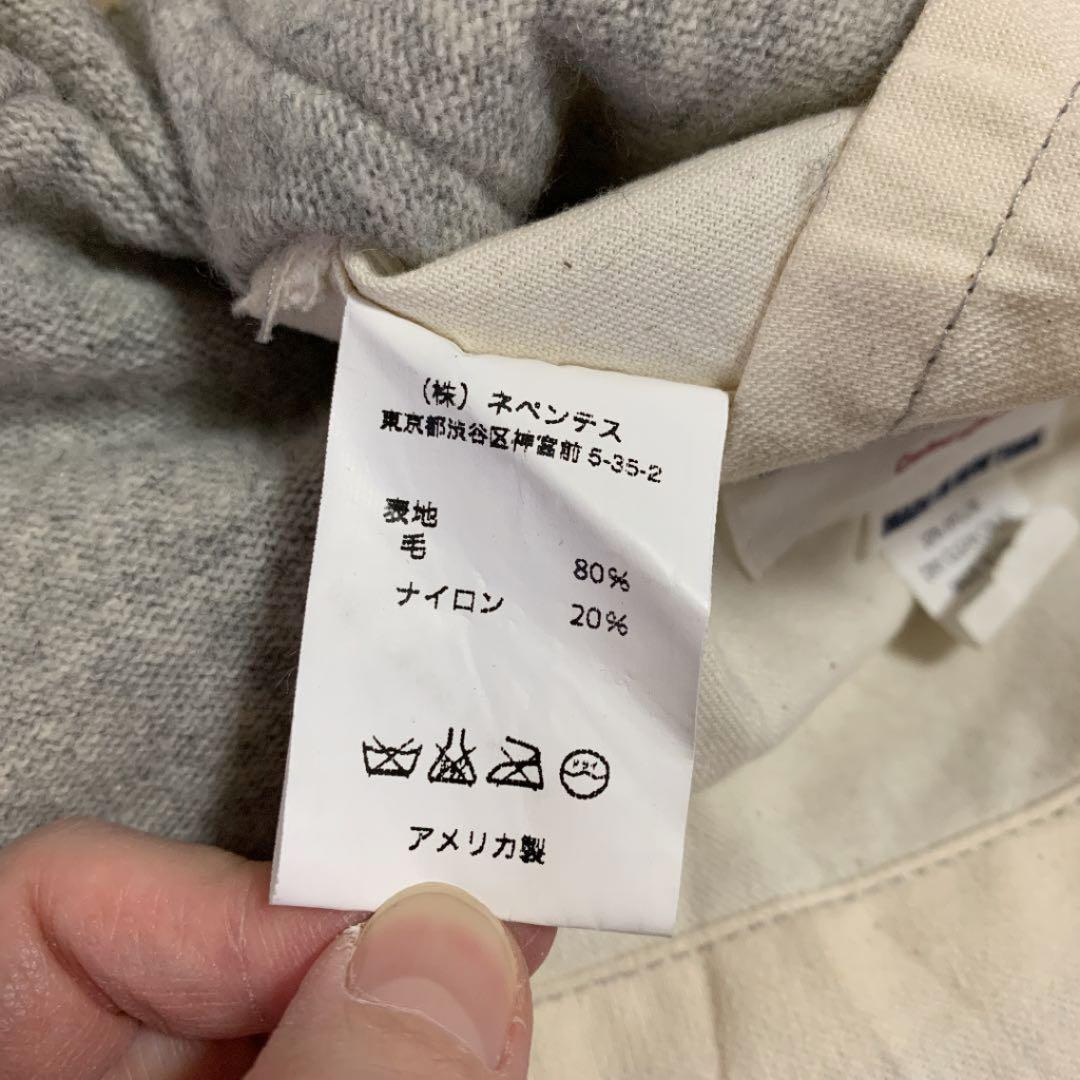 (株) ネペンテス
東京都渋谷区神宮前 5-35-2
表地
毛 80%
ナイロン 20%
ドライ
アメリカ製